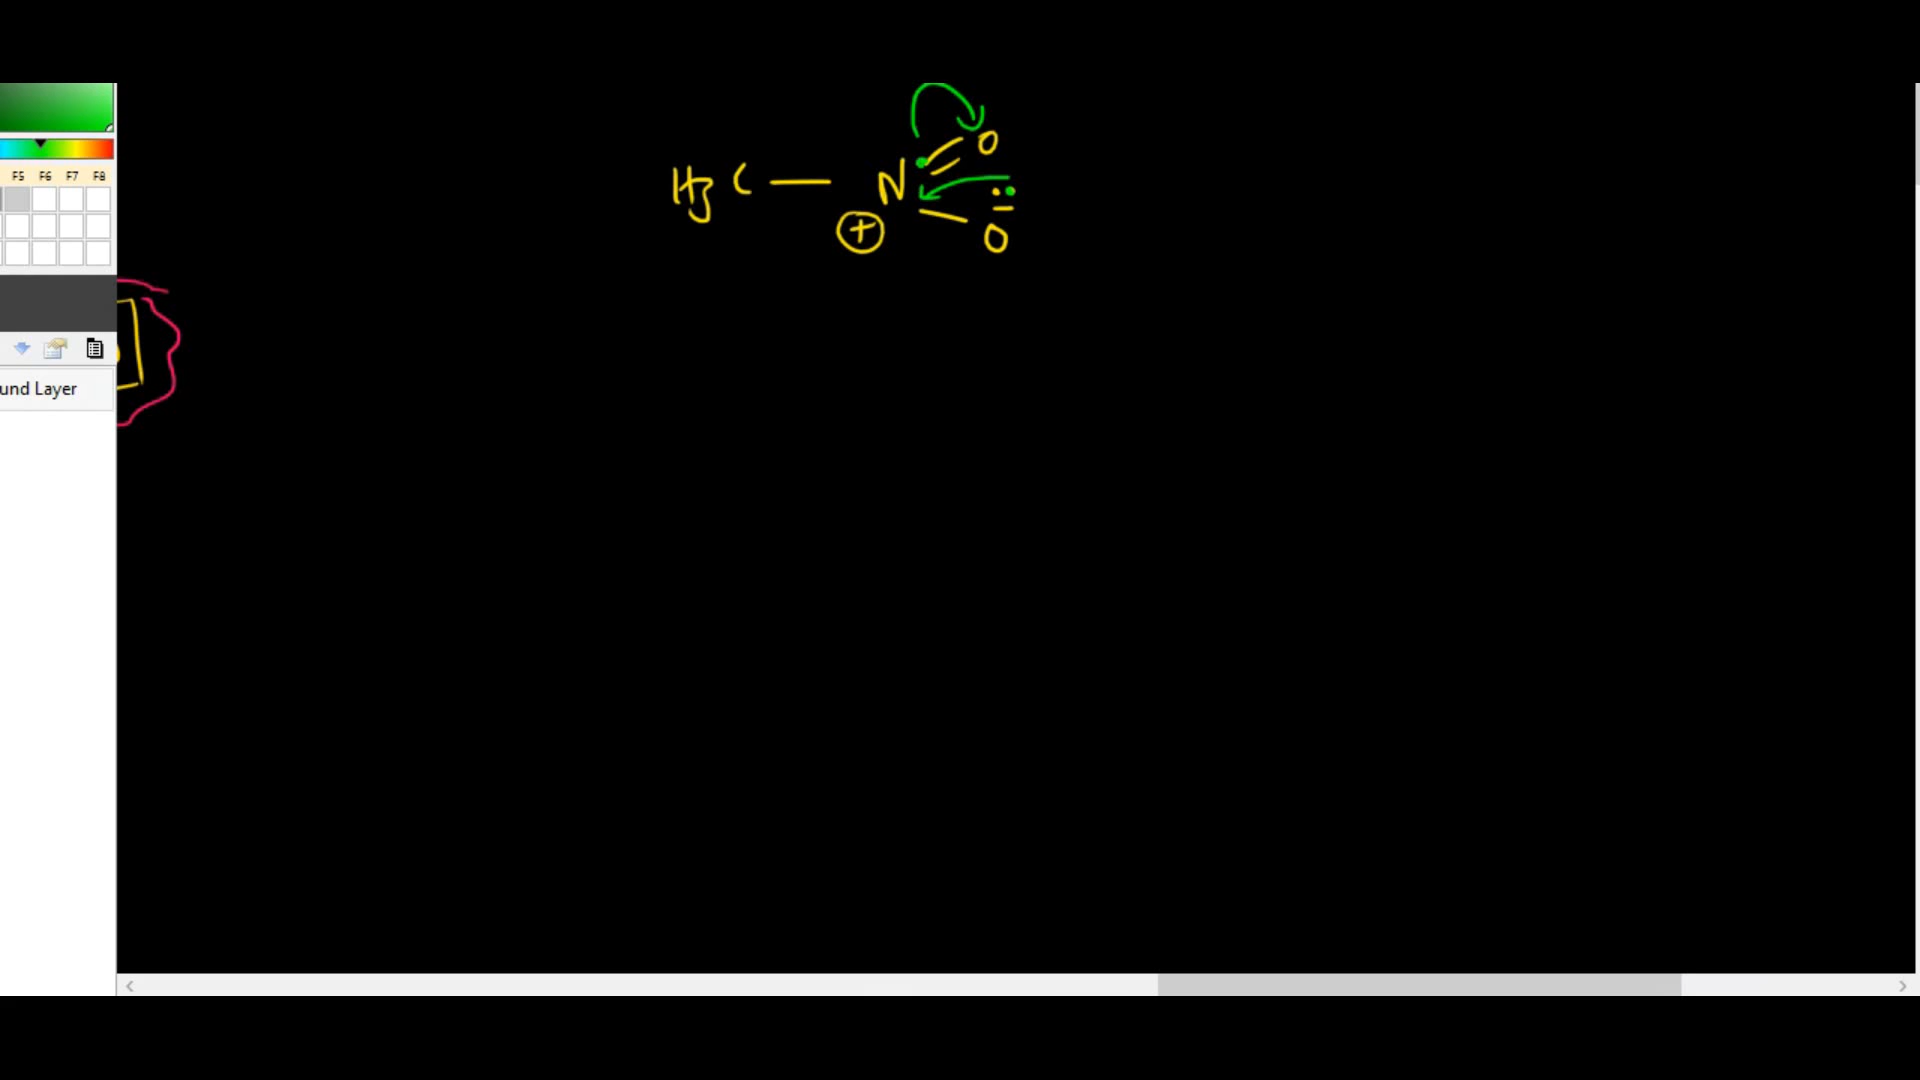 F5 F6 F7 F8
O
H3C — N
O
+
und Layer